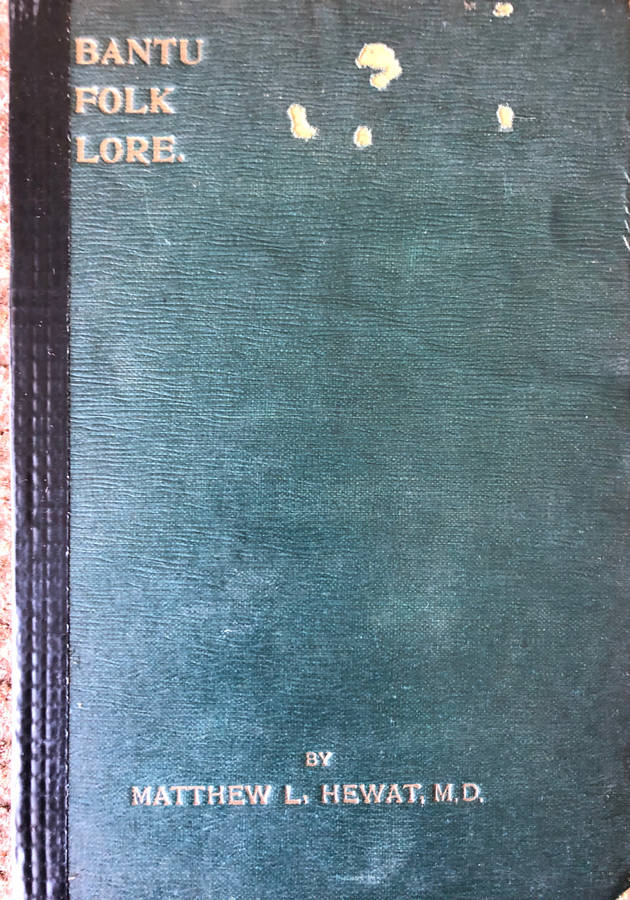 BANTU
FOLK
LORE.
BY
MATTHEW L. HEWAT, M.D.